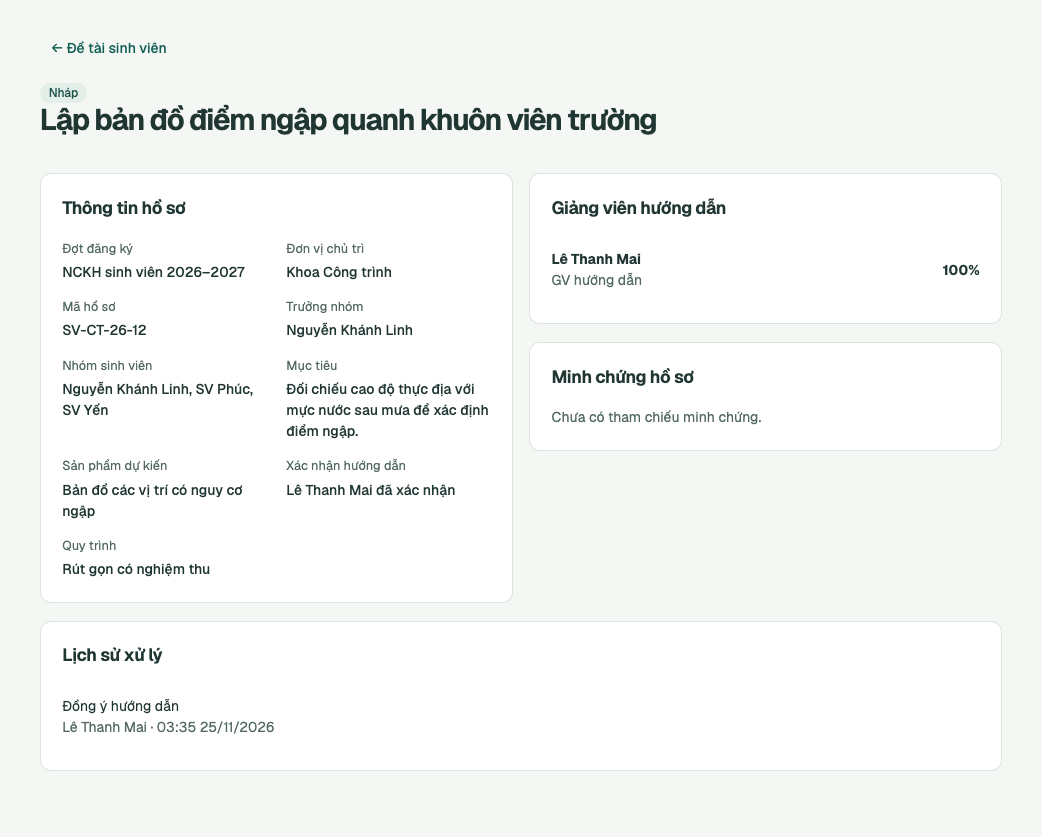 ← Đề tài sinh viên
Nháp
Lập bản đồ điểm ngập quanh khuôn viên trường
Thông tin hồ sơ
Đợt đăng ký
NCKH sinh viên 2026–2027
Đơn vị chủ trì
Khoa Công trình
Mã hồ sơ
SV-CT-26-12
Trưởng nhóm
Nguyễn Khánh Linh
Nhóm sinh viên
Nguyễn Khánh Linh, SV Phúc,
SV Yến
Mục tiêu
Đối chiếu cao độ thực địa với
mực nước sau mưa để xác định
điểm ngập.
Sản phẩm dự kiến
Bản đồ các vị trí có nguy cơ
ngập
Xác nhận hướng dẫn
Lê Thanh Mai đã xác nhận
Quy trình
Rút gọn có nghiệm thu
Giảng viên hướng dẫn
Lê Thanh Mai
GV hướng dẫn
100%
Minh chứng hồ sơ
Chưa có tham chiếu minh chứng.
Lịch sử xử lý
Đồng ý hướng dẫn
Lê Thanh Mai · 03:35 25/11/2026